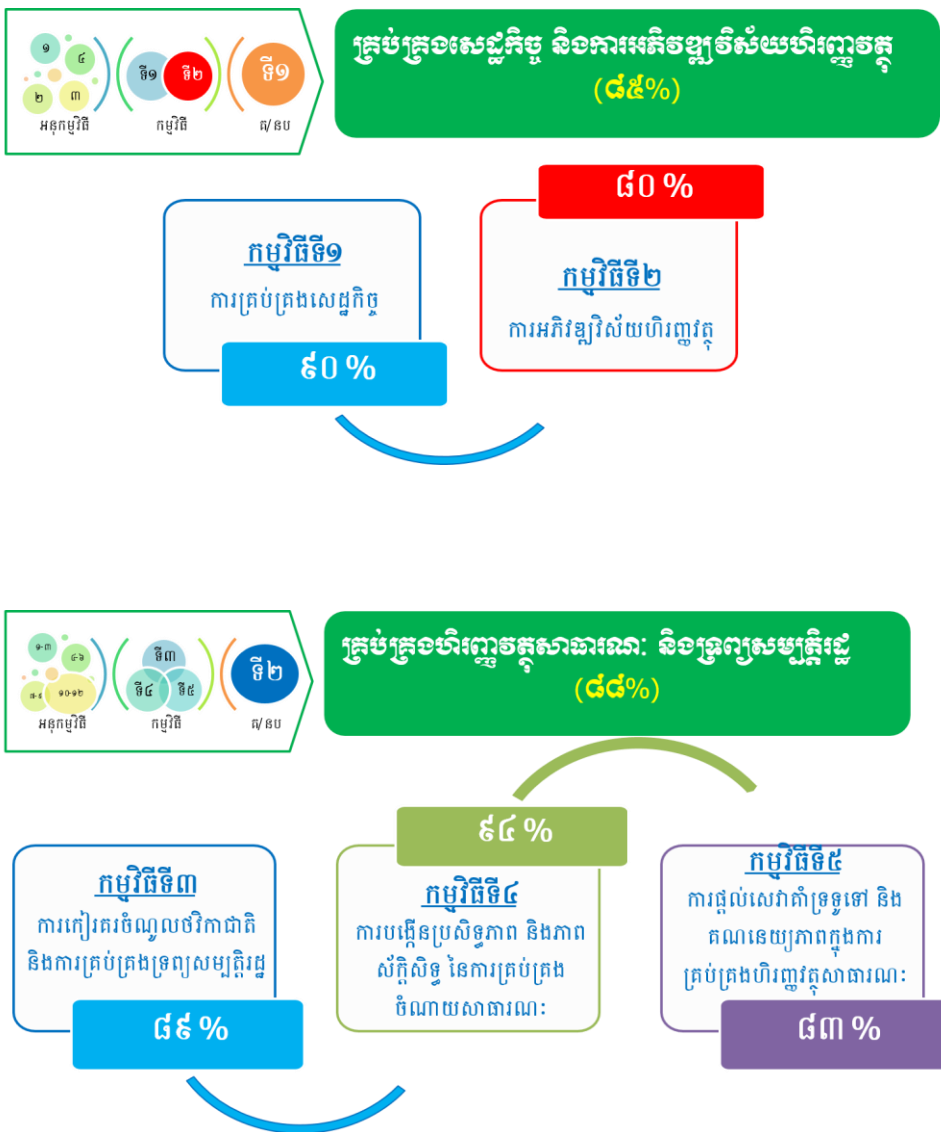 គ្រប់គ្រងសេដ្ឋកិច្ច និងការអភិវឌ្ឍវិស័យហិរញ្ញវត្ថុ
(៨៥%)
១
៤
២
៣
អនុកម្មវិធី
ទី១
ទី២
កម្មវិធី
ទី១
គ/នប
៨០ %
កម្មវិធីទី១
ការគ្រប់គ្រងសេដ្ឋកិច្ច
៩០ %
កម្មវិធីទី២
ការអភិវឌ្ឍវិស័យហិរញ្ញវត្ថុ
គ្រប់គ្រងហិរញ្ញវត្ថុសាធារណៈ និងទ្រព្យសម្បត្តិរដ្ឋ
(៨៨%)
១-៣
៤-៦
៧-៩
១០-១២
អនុកម្មវិធី
ទី៣
ទី៤
ទី៥
កម្មវិធី
ទី២
គ/នប
កម្មវិធីទី៣
ការកៀរគរចំណូលថវិកាជាតិ
និងការគ្រប់គ្រងទ្រព្យសម្បត្តិរដ្ឋ
៨៩ %
៩៤ %
កម្មវិធីទី៤
ការបង្កើនប្រសិទ្ធភាព និងភាព
ស័ក្តិសិទ្ធ នៃការគ្រប់គ្រង
ចំណាយសាធារណៈ
កម្មវិធីទី៥
ការផ្តល់សេវាគាំទ្រទូទៅ និង
គណនេយ្យភាពក្នុងការ
គ្រប់គ្រងហិរញ្ញវត្ថុសាធារណៈ
៨៣ %